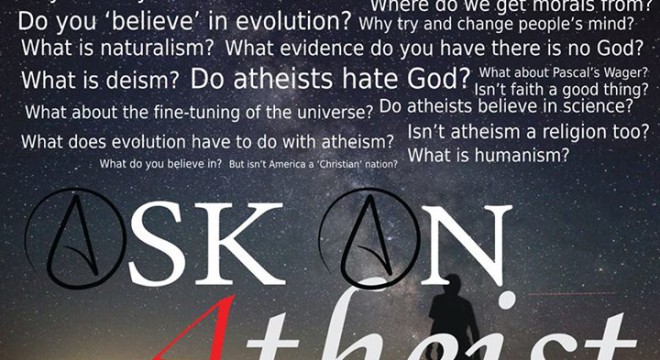 Where do we get morals from?
Do you ‘believe’ in evolution? Why try and change people’s mind?
What is naturalism? What evidence do you have there is no God?
What is deism? Do atheists hate God? What about Pascal’s Wager?
Isn’t faith a good thing?
What about the fine-tuning of the universe? Do atheists believe in science?
What does evolution have to do with atheism? Isn’t atheism a religion too?
What do you believe in? But isn’t America a ‘Christian’ nation? What is humanism?
ASK AN
Atheist